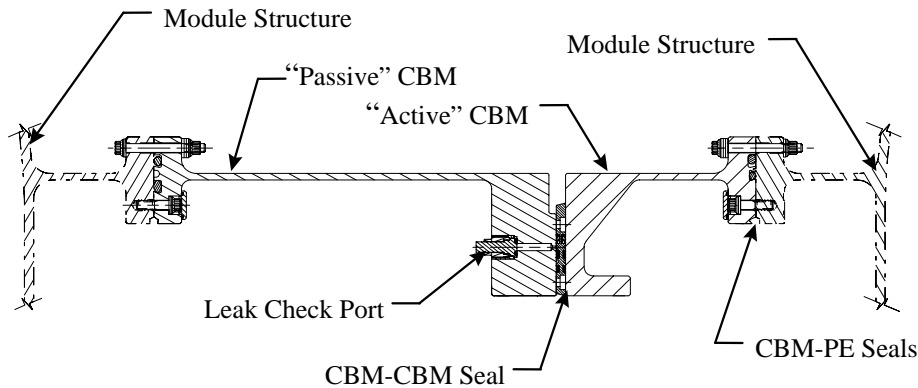 Module Structure
Module Structure
“Passive” CBM
“Active” CBM
Leak Check Port
CBM-PE Seals
CBM-CBM Seal